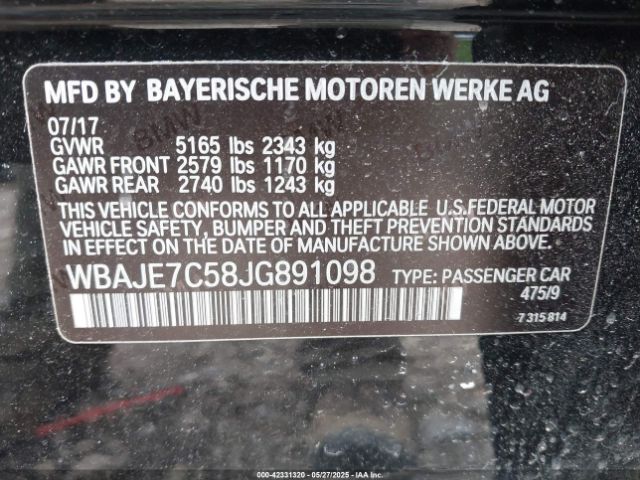 MFD BY BAYERISCHE MOTOREN WERKE AG
07/17
GVWR 5165 lbs 2343 kg
GAWR FRONT 2579 lbs 1170 kg
GAWR REAR 2740 lbs 1243 kg
THIS VEHICLE CONFORMS TO ALL APPLICABLE U.S.FEDERAL MOTOR
VEHICLE SAFETY, BUMPER AND THEFT PREVENTION STANDARDS
IN EFFECT ON THE DATE OF MANUFACTURE SHOWN ABOVE.
WBAJE7C58JG891098 TYPE: PASSENGER CAR
475/9
7 315 814
000-42331320 - 05/27/2025 - IAAI.COM